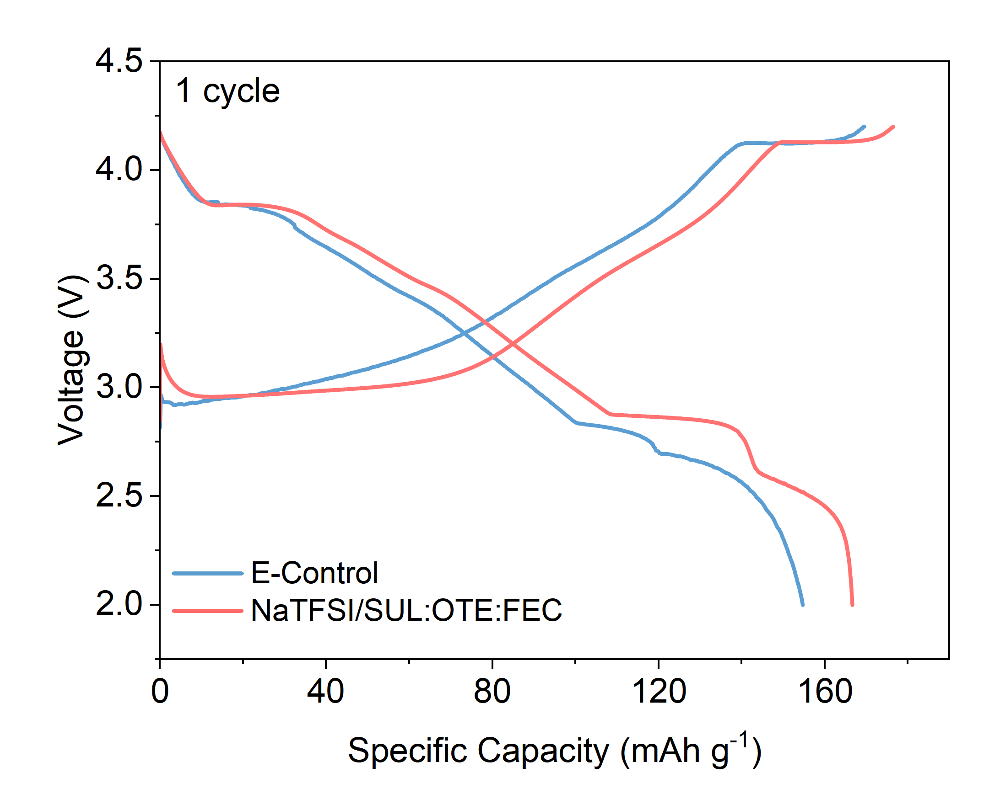 4.5
1 cycle
4.0
3.5
3.0
2.5
2.0
Voltage (V)
E-Control
NaTFSI/SUL:OTE:FEC
0 40 80 120 160
Specific Capacity (mAh g⁻¹)